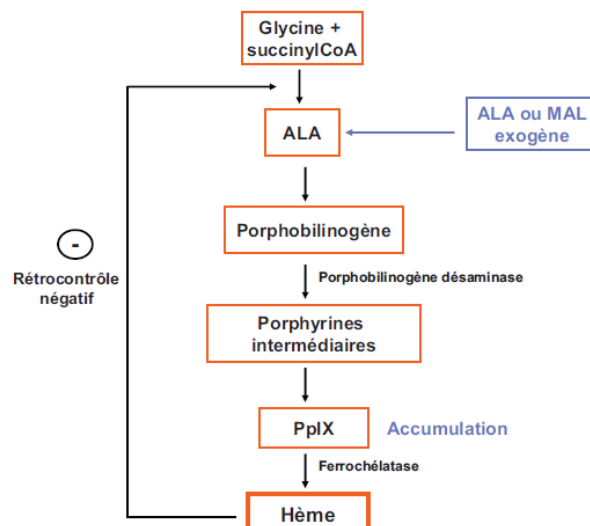 Glycine +
succinylCoA
ALA
ALA ou MAL
exogène
Porphobilinogène
-
Rétrocontrôle
négatif
Porphobilinogène désaminase
Porphyrines
intermédiaires
PpIX
Accumulation
Ferrochélatase
Hème